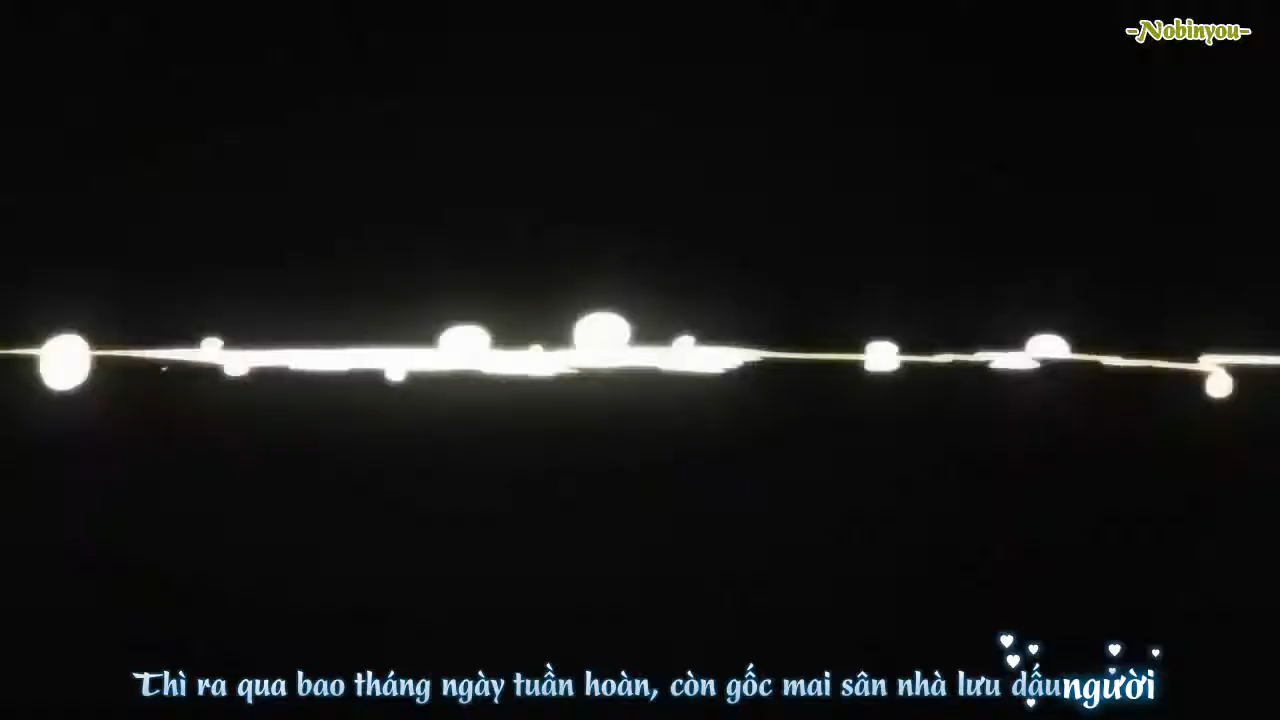 -Nobinyou-
Thì ra qua bao tháng ngày tuần hoàn, còn gốc mai sân nhà lưu dấu người